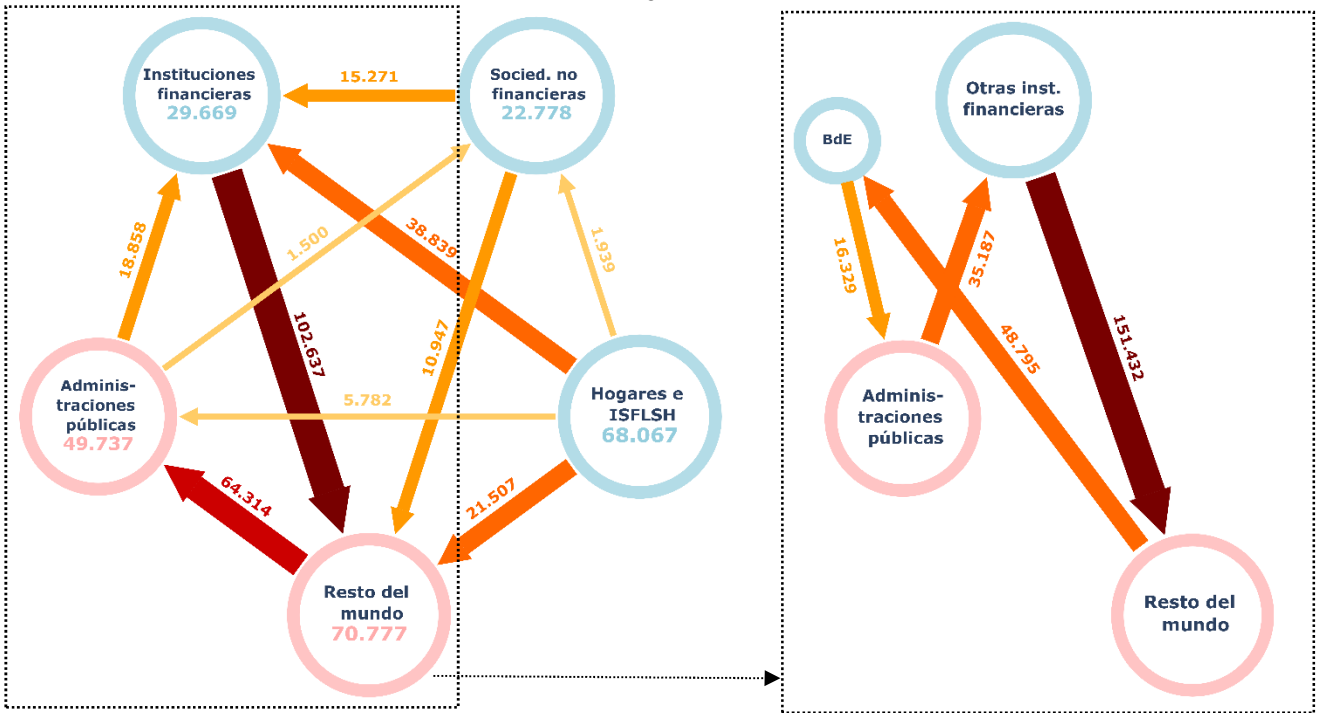 Instituciones
financieras
29.669
15.271
Socied. no
financieras
22.778
18.858
1.500
38.839
1.939
102.637
10.947
Adminis-
traciones
públicas
49.737
5.782
Hogares e
ISFLSH
68.067
64.314
21.507
Resto del
mundo
70.777
BdE
Otras inst.
financieras
16.329
35.187
48.795
151.432
Adminis-
traciones
públicas
Resto del
mundo